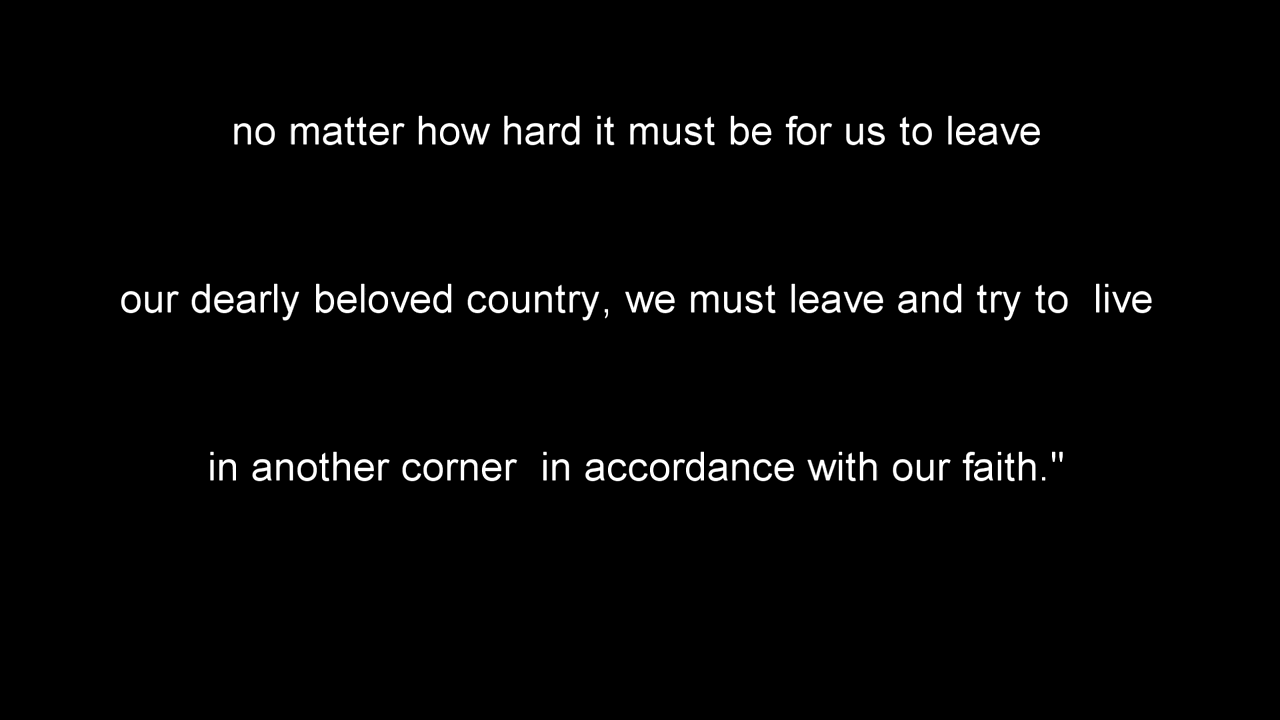 no matter how hard it must be for us to leave
our dearly beloved country, we must leave and try to  live
in another corner  in accordance with our faith."